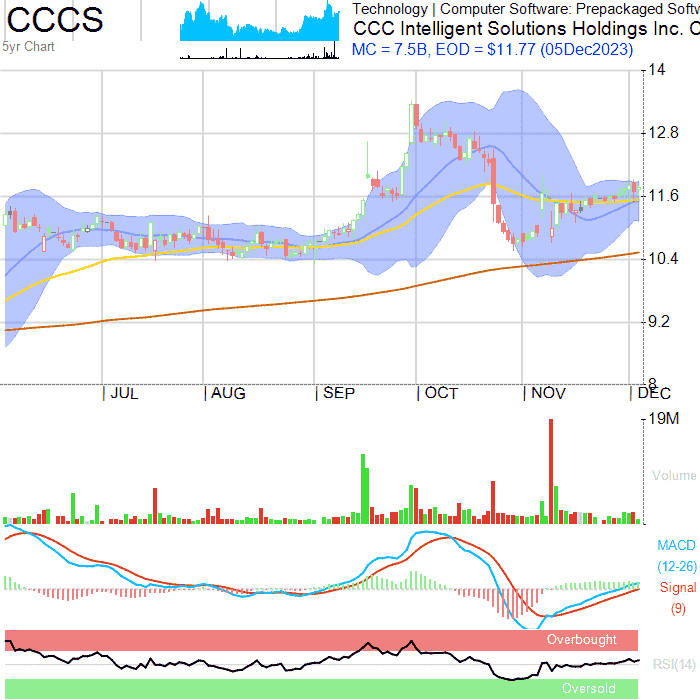 CCCS
5yr Chart
Technology | Computer Software: Prepackaged Softw
CCC Intelligent Solutions Holdings Inc. C
MC = 7.5B, EOD = $11.77 (05Dec2023)
14
12.8
11.6
10.4
9.2
8
JUL AUG SEP OCT NOV DEC
19M
Volume
MACD
(12-26)
Signal
(9)
Overbought
RSI(14)
Oversold